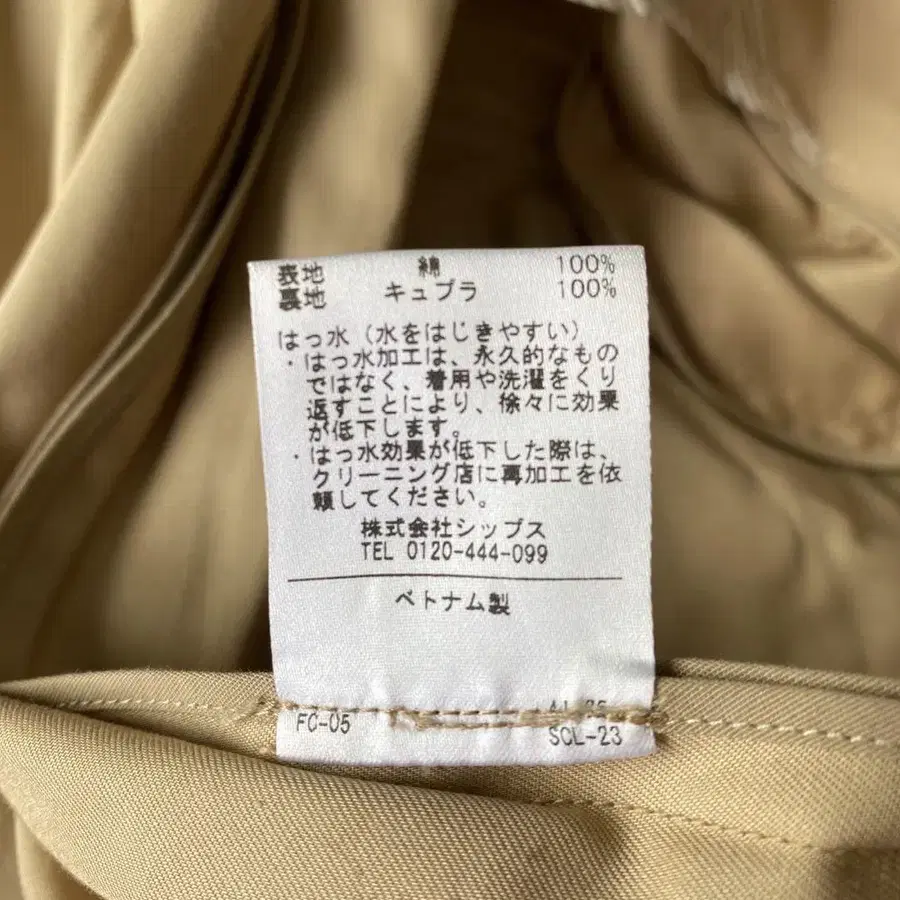 表地 綿 100%
裏地 キュプラ 100%
はっ水（水をはじきやすい）
・はっ水加工は、永久的なもの
ではなく、着用や洗濯をくり
返すことにより、徐々に効果
が低下します。
・はっ水効果が低下した際は、
クリーニング店に再加工を依
頼してください。
株式会社シップス
TEL 0120-444-099
ベトナム製
FC-05
SCL-23